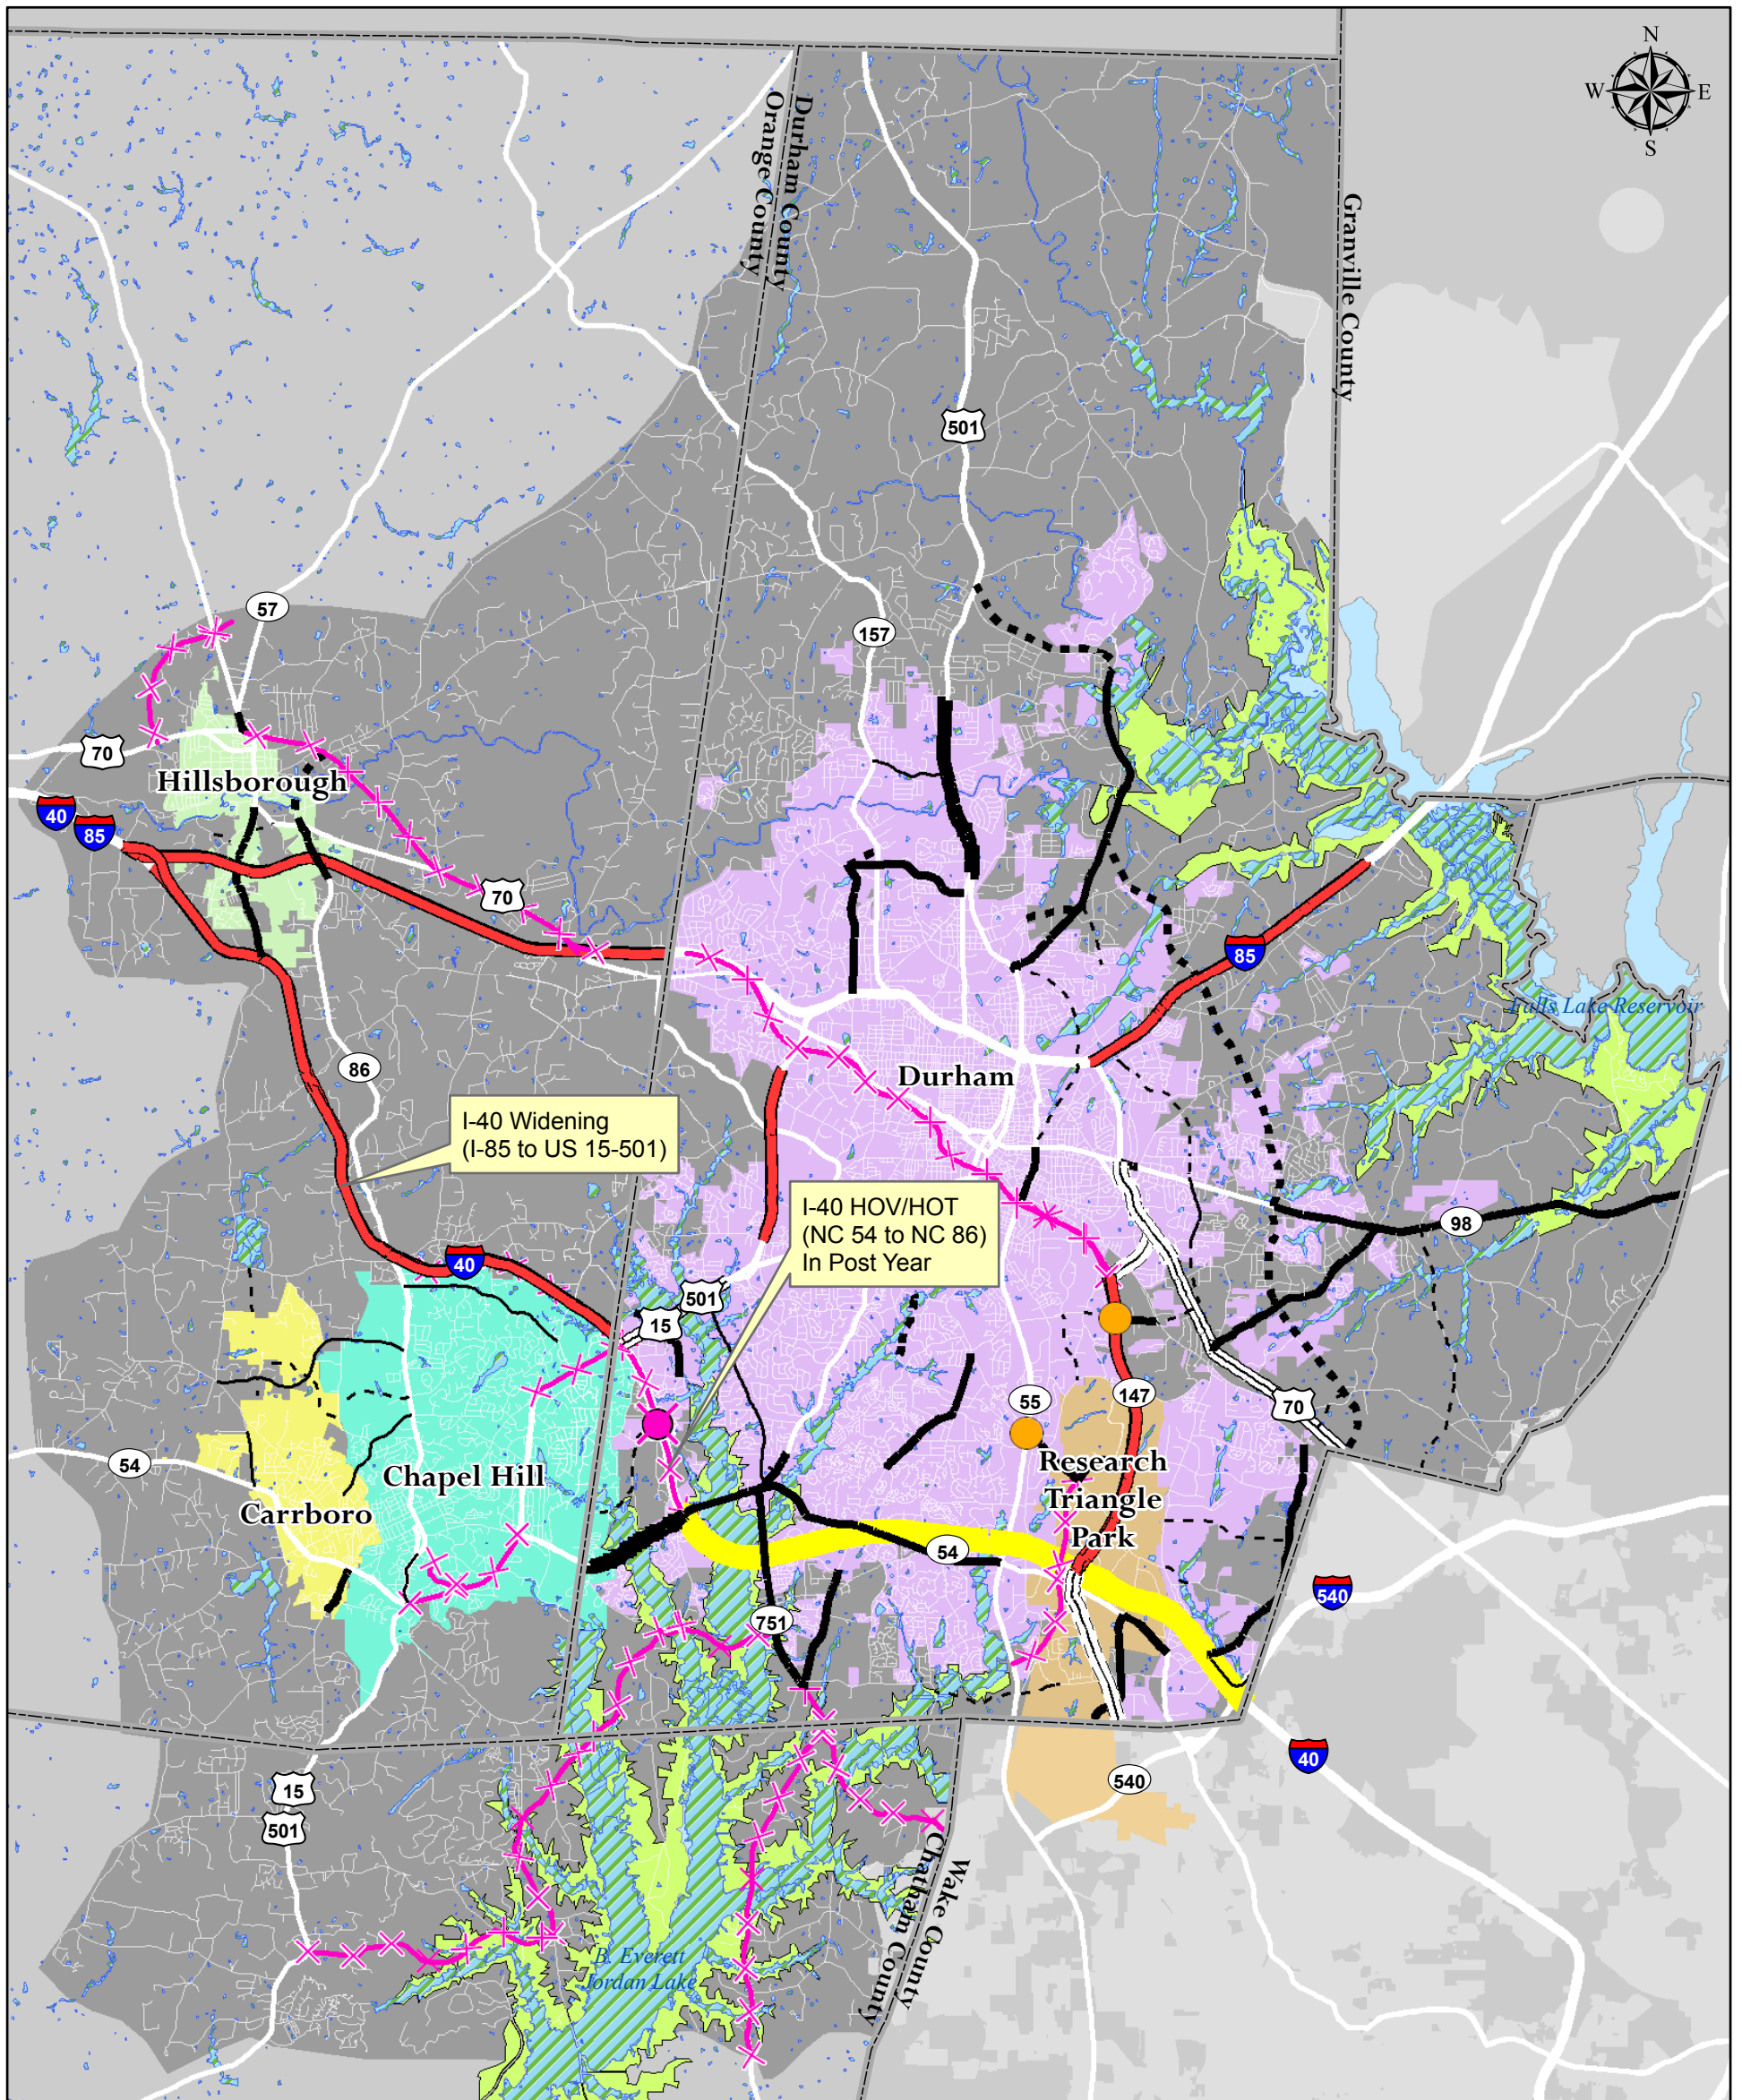 N
W
E
S
Durham County
Orange County
Granville County
501
57
157
70
Hillsborough
40
85
70
85
Falls Lake Reservoir
86
Durham
I-40 Widening
(I-85 to US 15-501)
I-40 HOV/HOT
(NC 54 to NC 86)
In Post Year
98
40
501
15
55
147
70
54
Chapel Hill
Carrboro
Research
Triangle
Park
54
540
751
40
540
15
501
Wake County
Chatham County
B. Everett
Jordan Lake